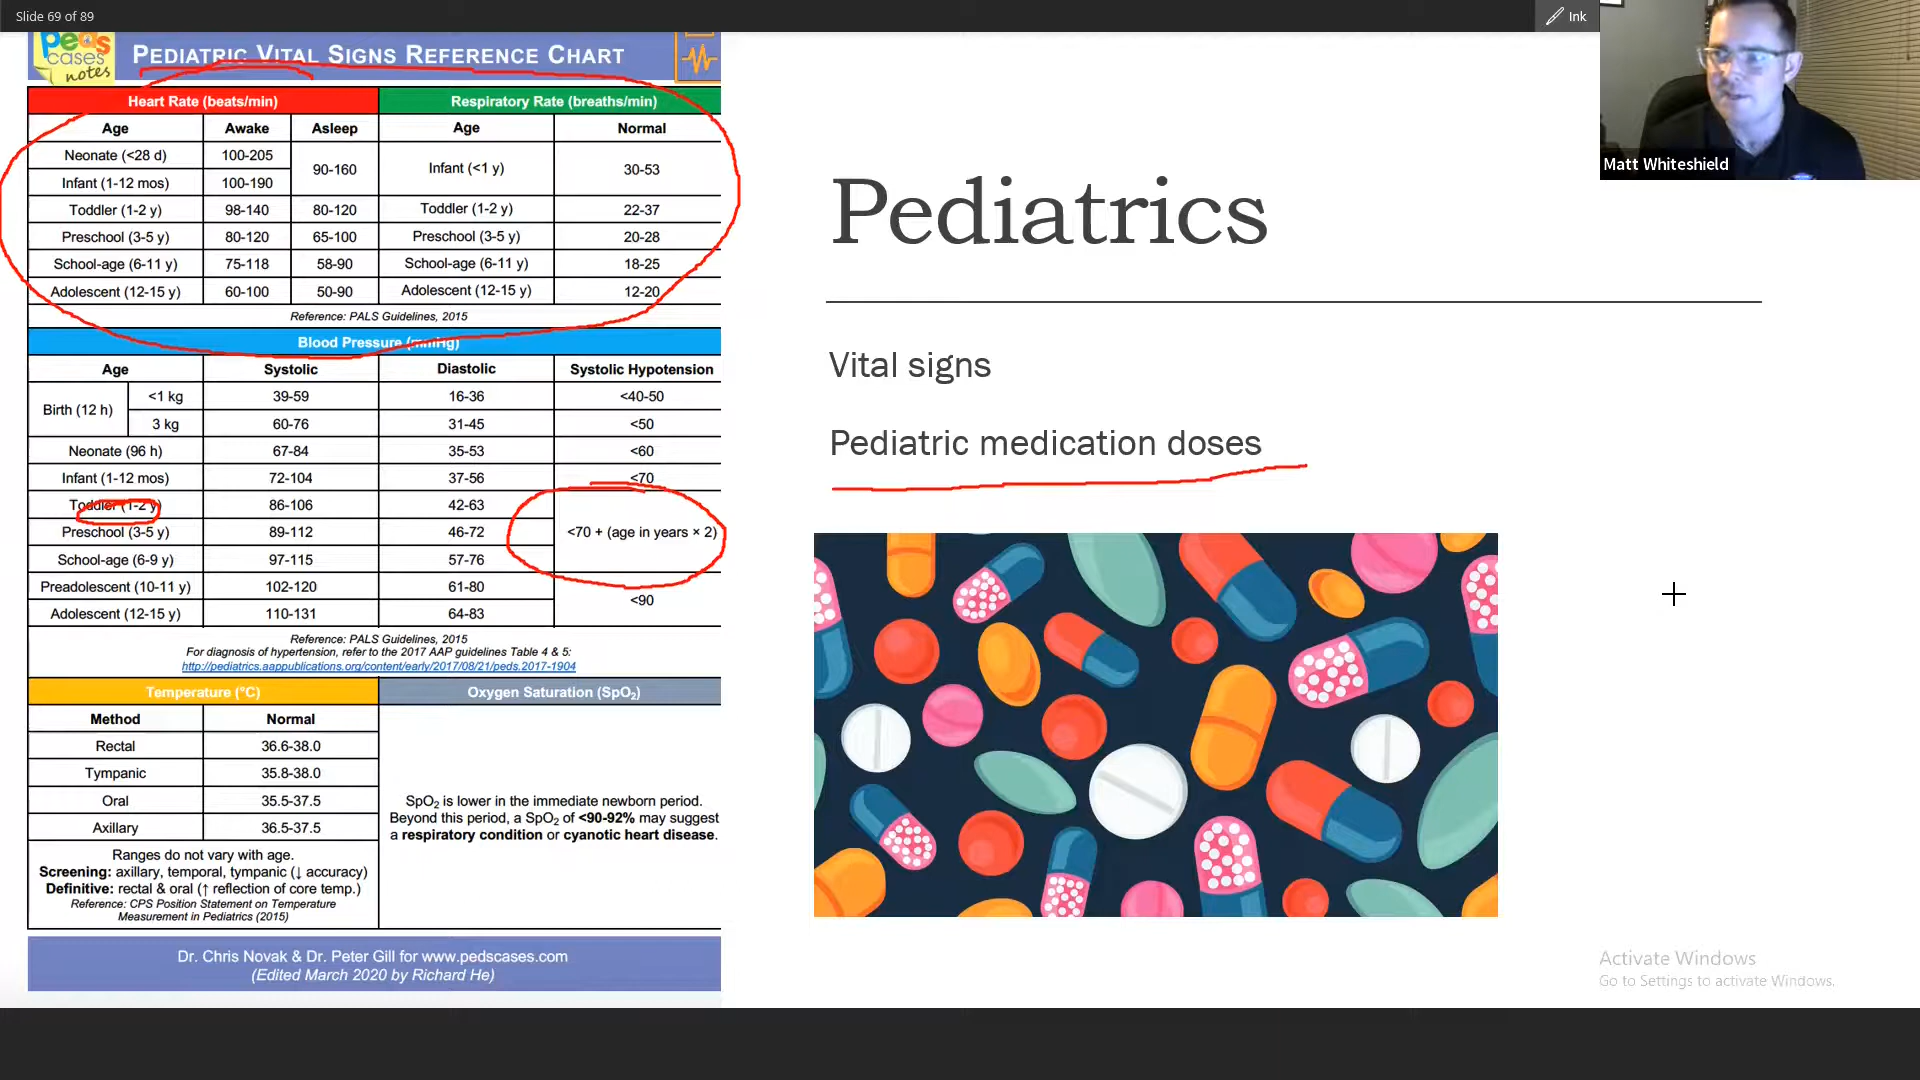 Slide 69 of 89
Ink
Matt Whiteshield
peds
cases
notes
PEDIATRIC VITAL SIGNS REFERENCE CHART
Heart Rate (beats/min) Respiratory Rate (breaths/min)
Age Awake Asleep Age Normal
Neonate (<28 d) 100-205 90-160 Infant (<1 y) 30-53
Infant (1-12 mos) 100-190
Toddler (1-2 y) 98-140 80-120 Toddler (1-2 y) 22-37
Preschool (3-5 y) 80-120 65-100 Preschool (3-5 y) 20-28
School-age (6-11 y) 75-118 58-90 School-age (6-11 y) 18-25
Adolescent (12-15 y) 60-100 50-90 Adolescent (12-15 y) 12-20
Reference: PALS Guidelines, 2015
Blood Pressure (mmHg)
Age Systolic Diastolic Systolic Hypotension
Birth (12 h) <1 kg 39-59 16-36 <40-50
3 kg 60-76 31-45 <50
Neonate (96 h) 67-84 35-53 <60
Infant (1-12 mos) 72-104 37-56 <70
Toddler (1-2 y) 86-106 42-63
Preschool (3-5 y) 89-112 46-72 <70 + (age in years × 2)
School-age (6-9 y) 97-115 57-76
Preadolescent (10-11 y) 102-120 61-80 <90
Adolescent (12-15 y) 110-131 64-83
Reference: PALS Guidelines, 2015
For diagnosis of hypertension, refer to the 2017 AAP guidelines Table 4 & 5:
http://pediatrics.aappublications.org/content/early/2017/08/21/peds.2017-1904
Temperature (°C) Oxygen Saturation (SpO₂)
Method Normal
Rectal 36.6-38.0
Tympanic 35.8-38.0
Oral 35.5-37.5
Axillary 36.5-37.5
Ranges do not vary with age.
Screening: axillary, temporal, tympanic (↓ accuracy)
Definitive: rectal & oral (↑ reflection of core temp.)
Reference: CPS Position Statement on Temperature
Measurement in Pediatrics (2015)
SpO₂ is lower in the immediate newborn period.
Beyond this period, a SpO₂ of <90-92% may suggest
a respiratory condition or cyanotic heart disease.
Dr. Chris Novak & Dr. Peter Gill for www.pedscases.com
(Edited March 2020 by Richard He)
Pediatrics
Vital signs
Pediatric medication doses
Activate Windows
Go to Settings to activate Windows.